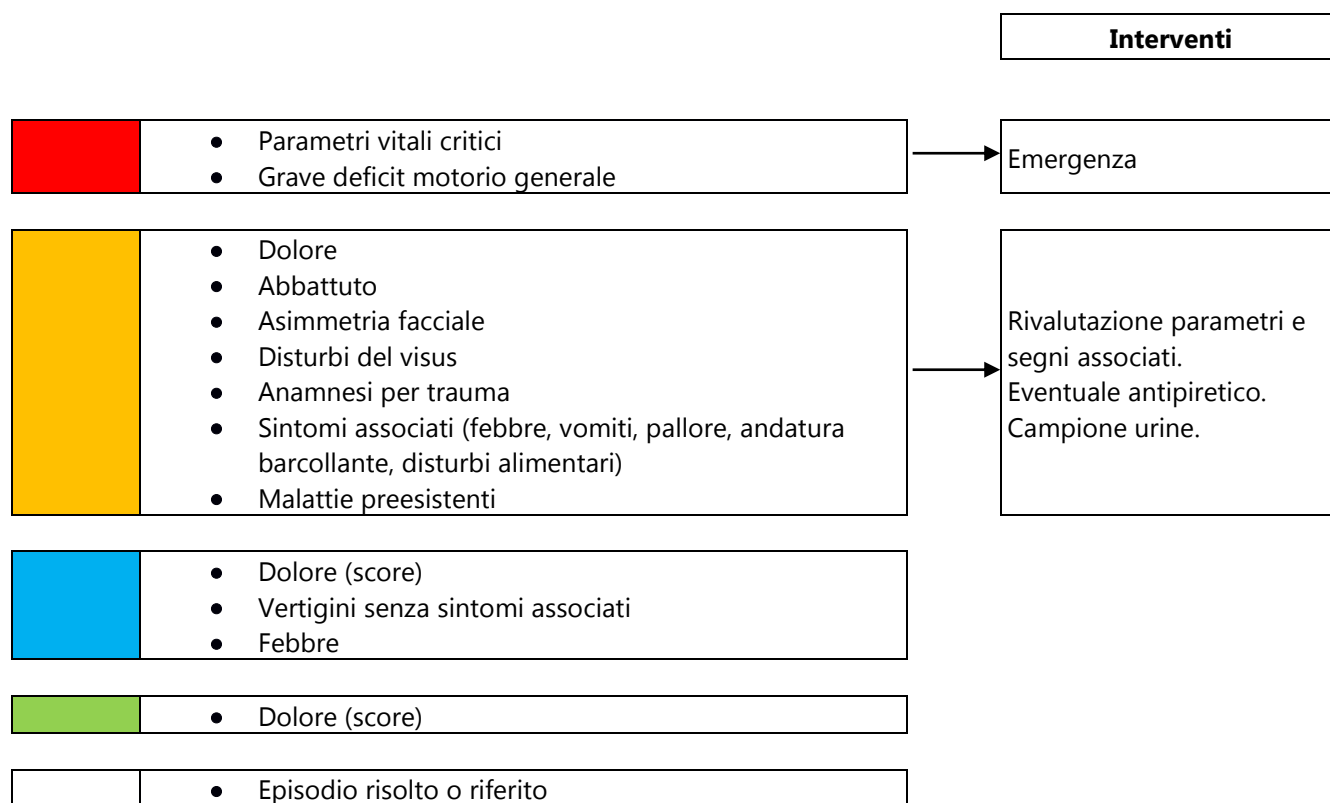 Interventi
• Parametri vitali critici
• Grave deficit motorio generale
Emergenza
• Dolore
• Abbattuto
• Asimmetria facciale
• Disturbi del visus
• Anamnesi per trauma
• Sintomi associati (febbre, vomiti, pallore, andatura
barcollante, disturbi alimentari)
• Malattie preesistenti
Rivalutazione parametri e
segni associati.
Eventuale antipiretico.
Campione urine.
• Dolore (score)
• Vertigini senza sintomi associati
• Febbre
• Dolore (score)
• Episodio risolto o riferito